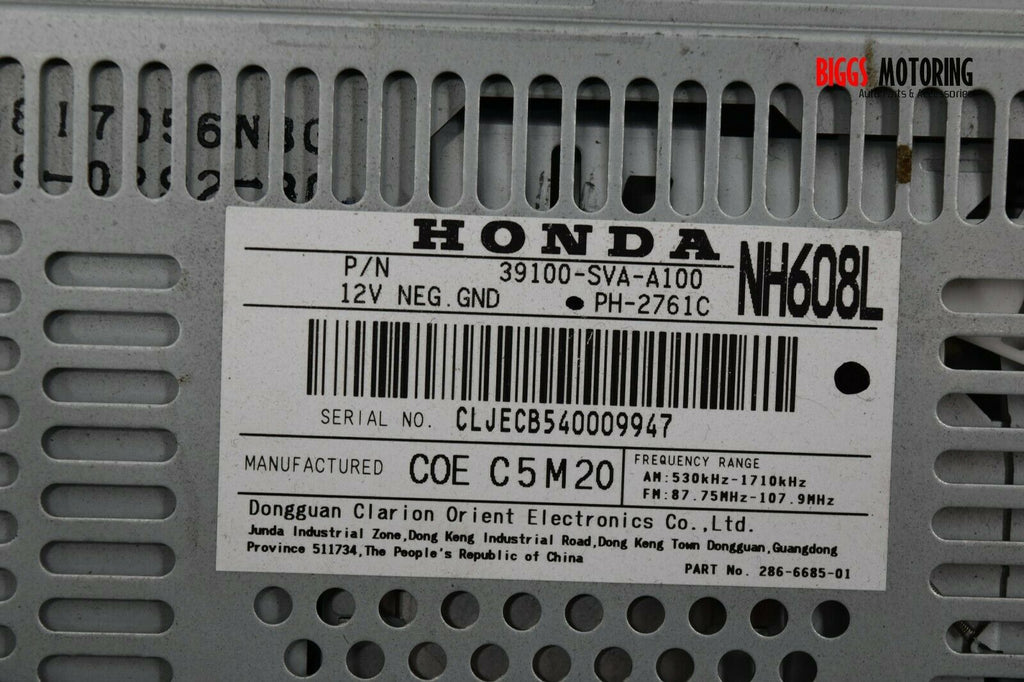 BIGGS MOTORING
Auto Parts & Accessories
HONDA
NH608L
P/N 39100-SVA-A100
12V NEG.GND ●PH-2761C
SERIAL NO. CLJECB540009947
MANUFACTURED COE C5M20
FREQUENCY RANGE
AM:530kHz-1710kHz
FM:87.75MHz-107.9MHz
Dongguan Clarion Orient Electronics Co.,Ltd.
Junda Industrial Zone,Dong Keng Industrial Road,Dong Keng Town Dongguan,Guangdong
Province 511734,The People's Republic of China
PART No. 286-6685-01